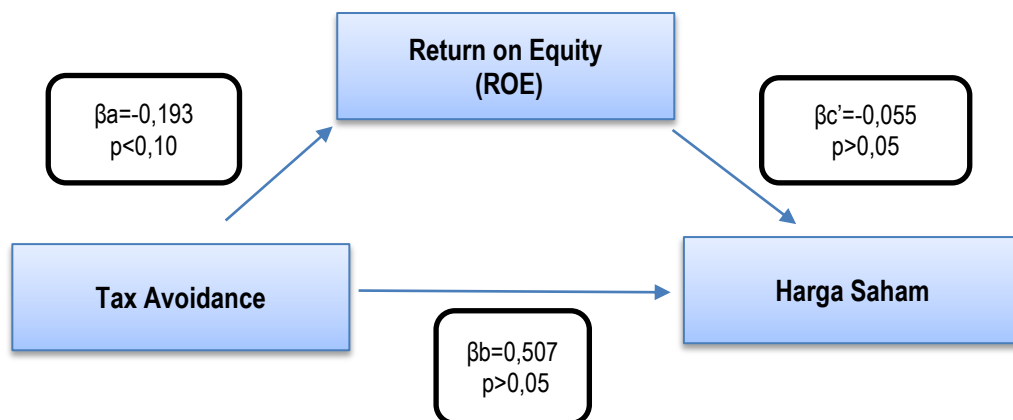 Return on Equity
(ROE)
βa=-0,193
p<0,10
βc’=-0,055
p>0,05
Tax Avoidance
Harga Saham
βb=0,507
p>0,05